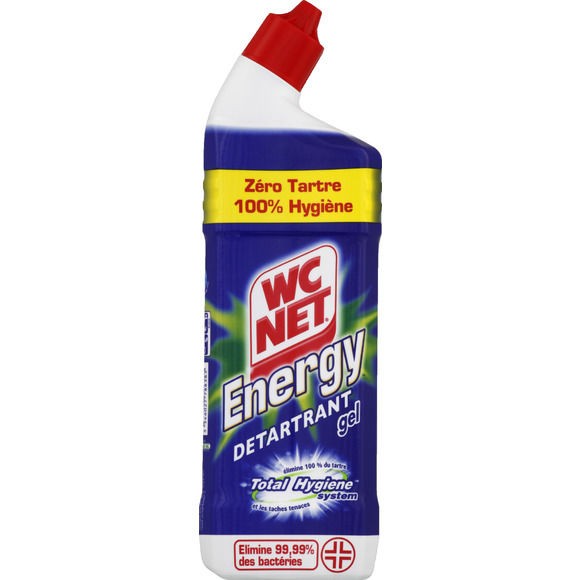 Zéro Tartre
100% Hygiène
WC
NET
Energy
DETARTRANT
gel
élimine 100 % du tartre
Total Hygiene
system
et les taches tenaces
Elimine 99,99%
des bactéries